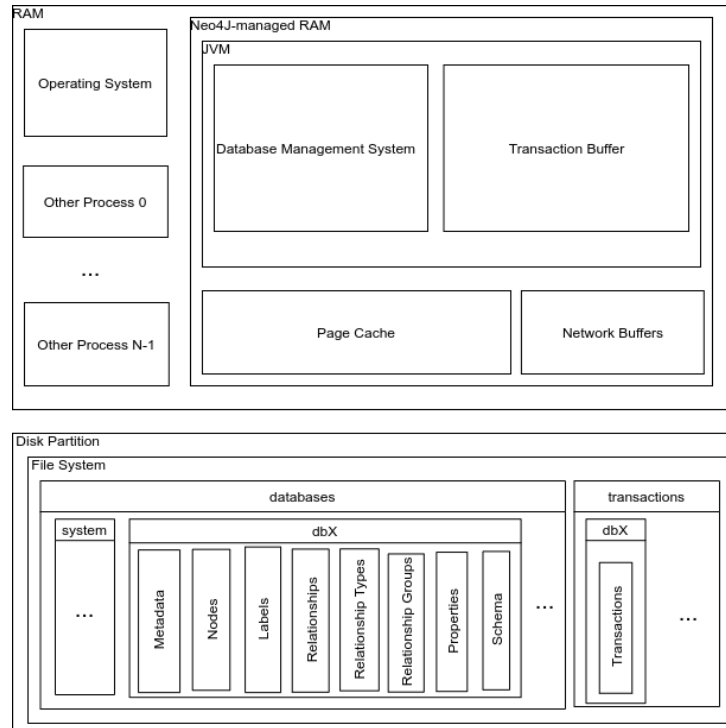 RAM
Neo4J-managed RAM
JVM
Operating System
Database Management System
Transaction Buffer
Other Process 0
...
Other Process N-1
Page Cache
Network Buffers
Disk Partition
File System
databases
transactions
system
dbX
dbX
...
Metadata
Nodes
Labels
Relationships
Relationship Types
Relationship Groups
Properties
Schema
...
Transactions
...